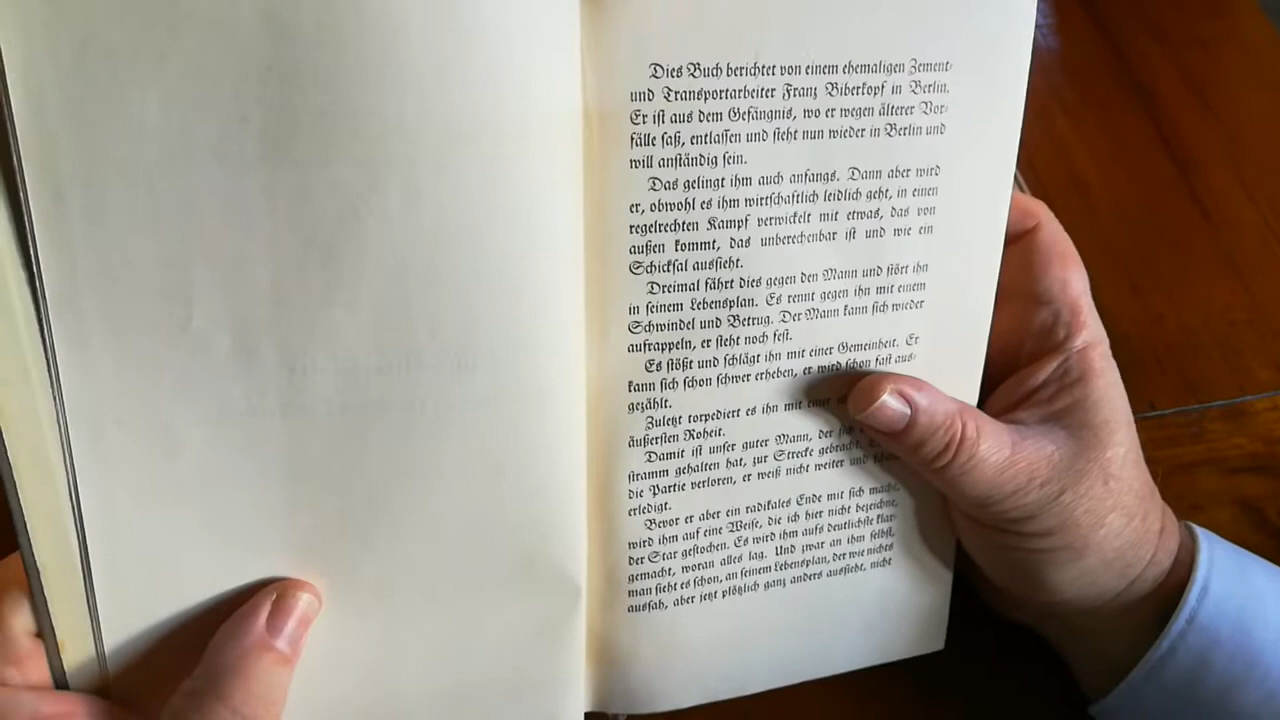 Dies Buch berichtet von einem ehemaligen Zement-
und Transportarbeiter Franz Biberkopf in Berlin.
Er ist aus dem Gefängnis, wo er wegen älterer Vor-
fälle saß, entlassen und steht nun wieder in Berlin und
will anständig sein.
Das gelingt ihm auch anfangs. Dann aber wird
er, obwohl es ihm wirtschaftlich leidlich geht, in einen
regelrechten Kampf verwickelt mit etwas, das von
außen kommt, das unberechenbar ist und wie ein
Schicksal aussieht.
Dreimal fährt dies gegen den Mann und stört ihn
in seinem Lebensplan. Es rennt gegen ihn mit einem
Schwindel und Betrug. Der Mann kann sich wieder
aufrappeln, er steht noch fest.
Es stößt und schlägt ihn mit einer Gemeinheit. Er
kann sich schon schwer erheben, er wird schon fast aus-
gezählt.
Zuletzt torpediert es ihn mit einer
äußersten Roheit.
Damit ist unser guter Mann, der sich
stramm gehalten hat, zur Strecke gebracht.
die Partie verloren, er weiß nicht weiter und
erledigt.
Bevor er aber ein radikales Ende mit sich macht,
wird ihm auf eine Weise, die ich hier nicht bezeichne,
der Star gestochen. Es wird ihm aufs deutlichste klar-
gemacht, woran alles lag. Und zwar an ihm selbst,
man sieht es schon, an seinem Lebensplan, der wie nichts
aussah, aber jetzt plötzlich ganz anders aussieht, nicht